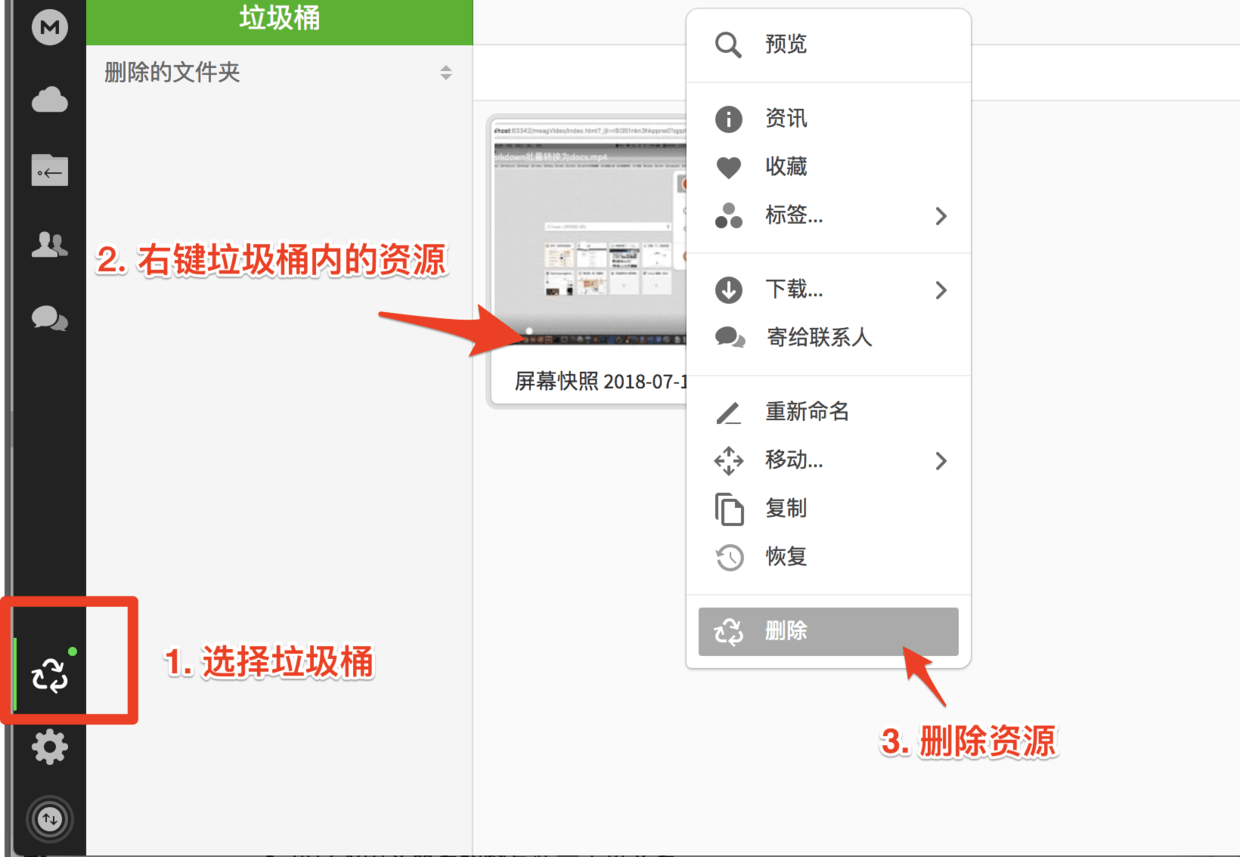 垃圾桶
删除的文件夹
预览
资讯
收藏
标签...
下载...
寄给联系人
重新命名
移动...
复制
恢复
删除
屏幕快照 2018-07-1
1. 选择垃圾桶
2. 右键垃圾桶内的资源
3. 删除资源